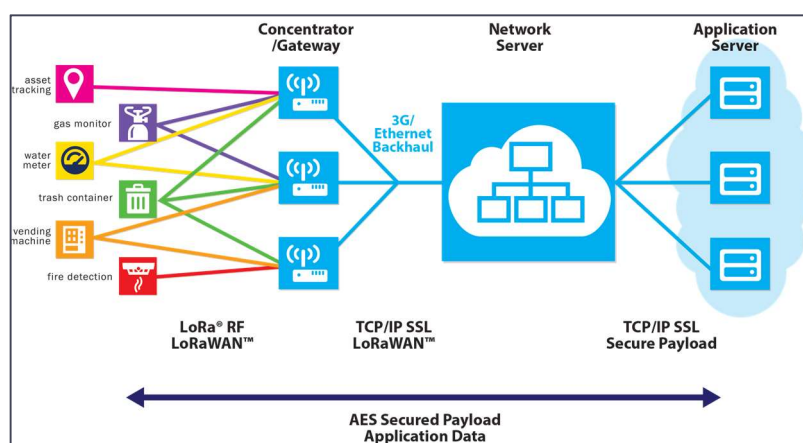 Concentrator
/Gateway
Network
Server
Application
Server
asset
tracking
gas monitor
water
meter
trash container
vending
machine
fire detection
3G/
Ethernet
Backhaul
LoRa® RF
LoRaWAN™
TCP/IP SSL
LoRaWAN™
TCP/IP SSL
Secure Payload
AES Secured Payload
Application Data